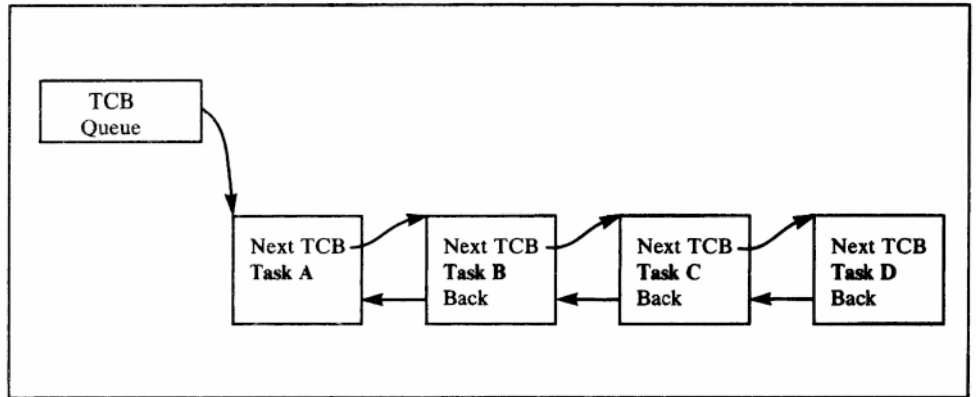 TCB
Queue
Next TCB
Task A
Next TCB
Task B
Back
Next TCB
Task C
Back
Next TCB
Task D
Back